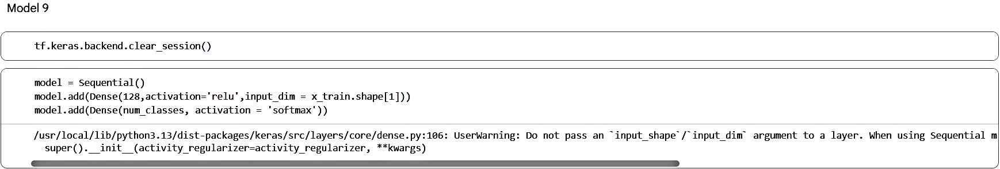 Model 9
tf.keras.backend.clear_session()
model = Sequential()
model.add(Dense(128,activation='relu',input_dim = x_train.shape[1]))
model.add(Dense(num_classes, activation = 'softmax'))
/usr/local/lib/python3.13/dist-packages/keras/src/layers/core/dense.py:106: UserWarning: Do not pass an `input_shape`/`input_dim` argument to a layer. When using Sequential m
super().__init__(activity_regularizer=activity_regularizer, **kwargs)